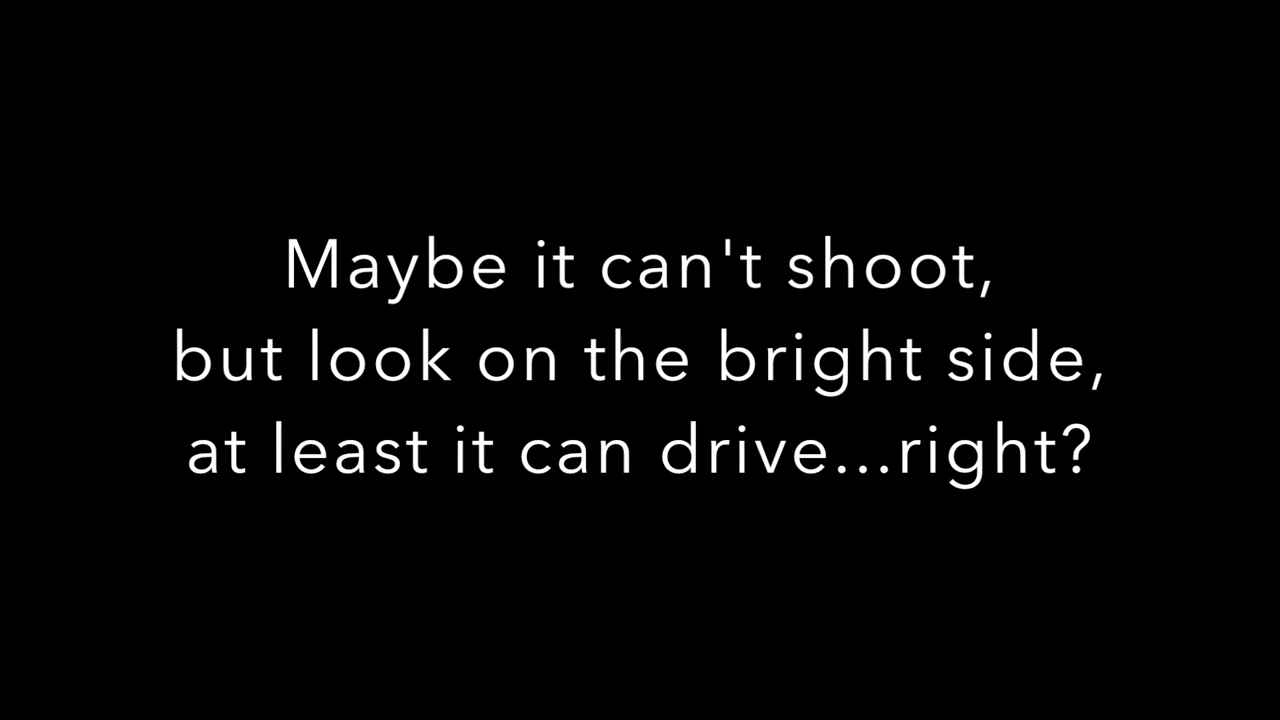 Maybe it can't shoot,
but look on the bright side,
at least it can drive...right?